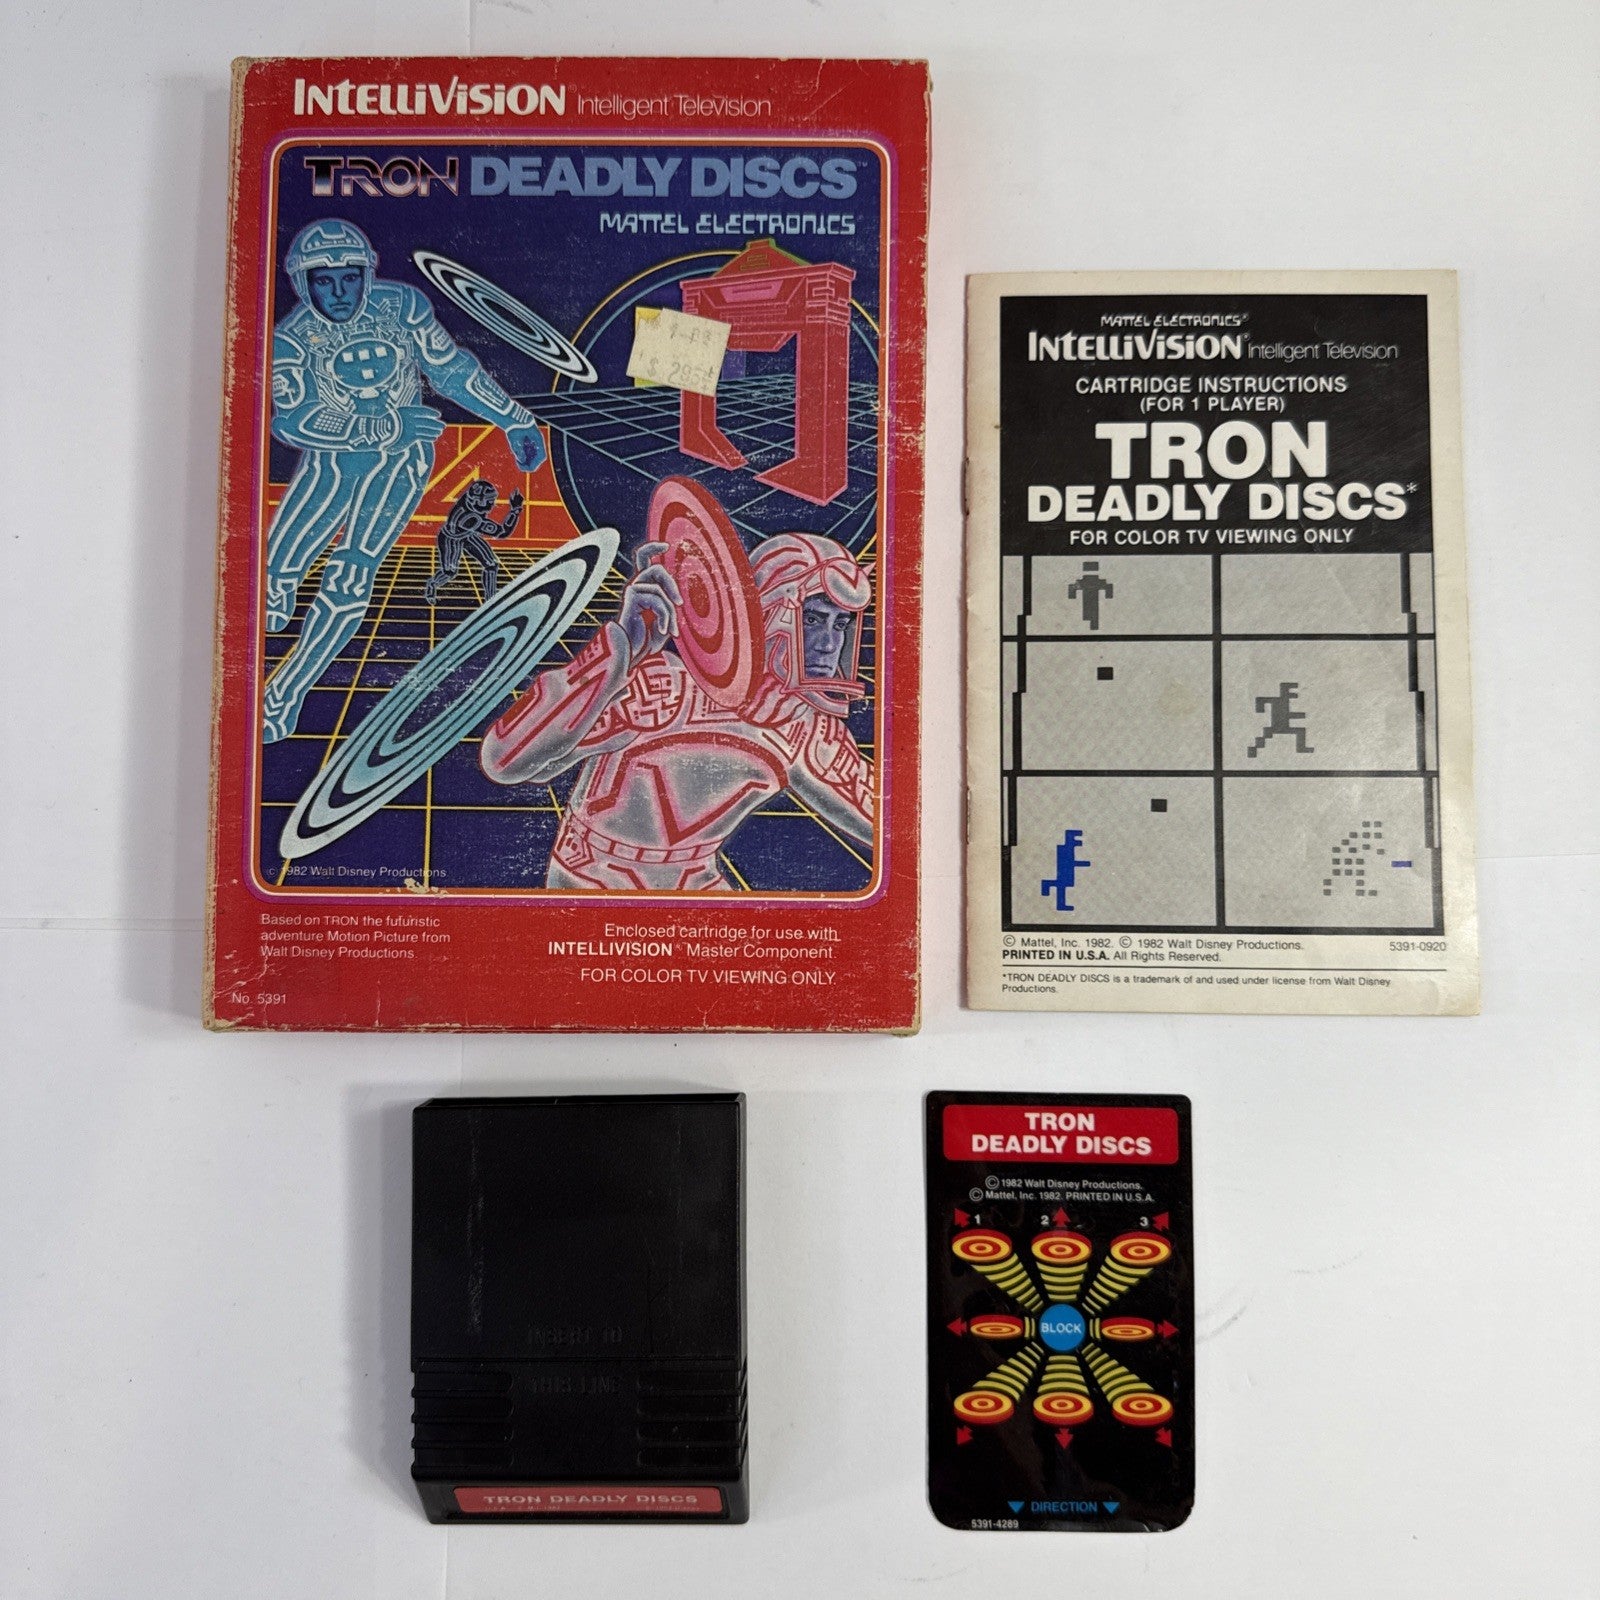 INTELLIVISION® Intelligent Television
TRON DEADLY DISCS™
MATTEL ELECTRONICS
© 1982 Walt Disney Productions
Based on TRON the futuristic
adventure Motion Picture from
Walt Disney Productions.
Enclosed cartridge for use with
INTELLIVISION® Master Component.
FOR COLOR TV VIEWING ONLY.
No. 5391
MATTEL ELECTRONICS®
INTELLIVISION® Intelligent Television
CARTRIDGE INSTRUCTIONS
(FOR 1 PLAYER)
TRON
DEADLY DISCS*
FOR COLOR TV VIEWING ONLY
© Mattel, Inc. 1982. © 1982 Walt Disney Productions. 5391-0920
PRINTED IN U.S.A. All Rights Reserved.
*TRON DEADLY DISCS is a trademark of and used under license from Walt Disney
Productions.
INSERT TO
THIS LINE
TRON DEADLY DISCS
TRON
DEADLY DISCS
© 1982 Walt Disney Productions.
© Mattel, Inc. 1982. PRINTED IN U.S.A.
1 2 3
BLOCK
DIRECTION
5391-4289